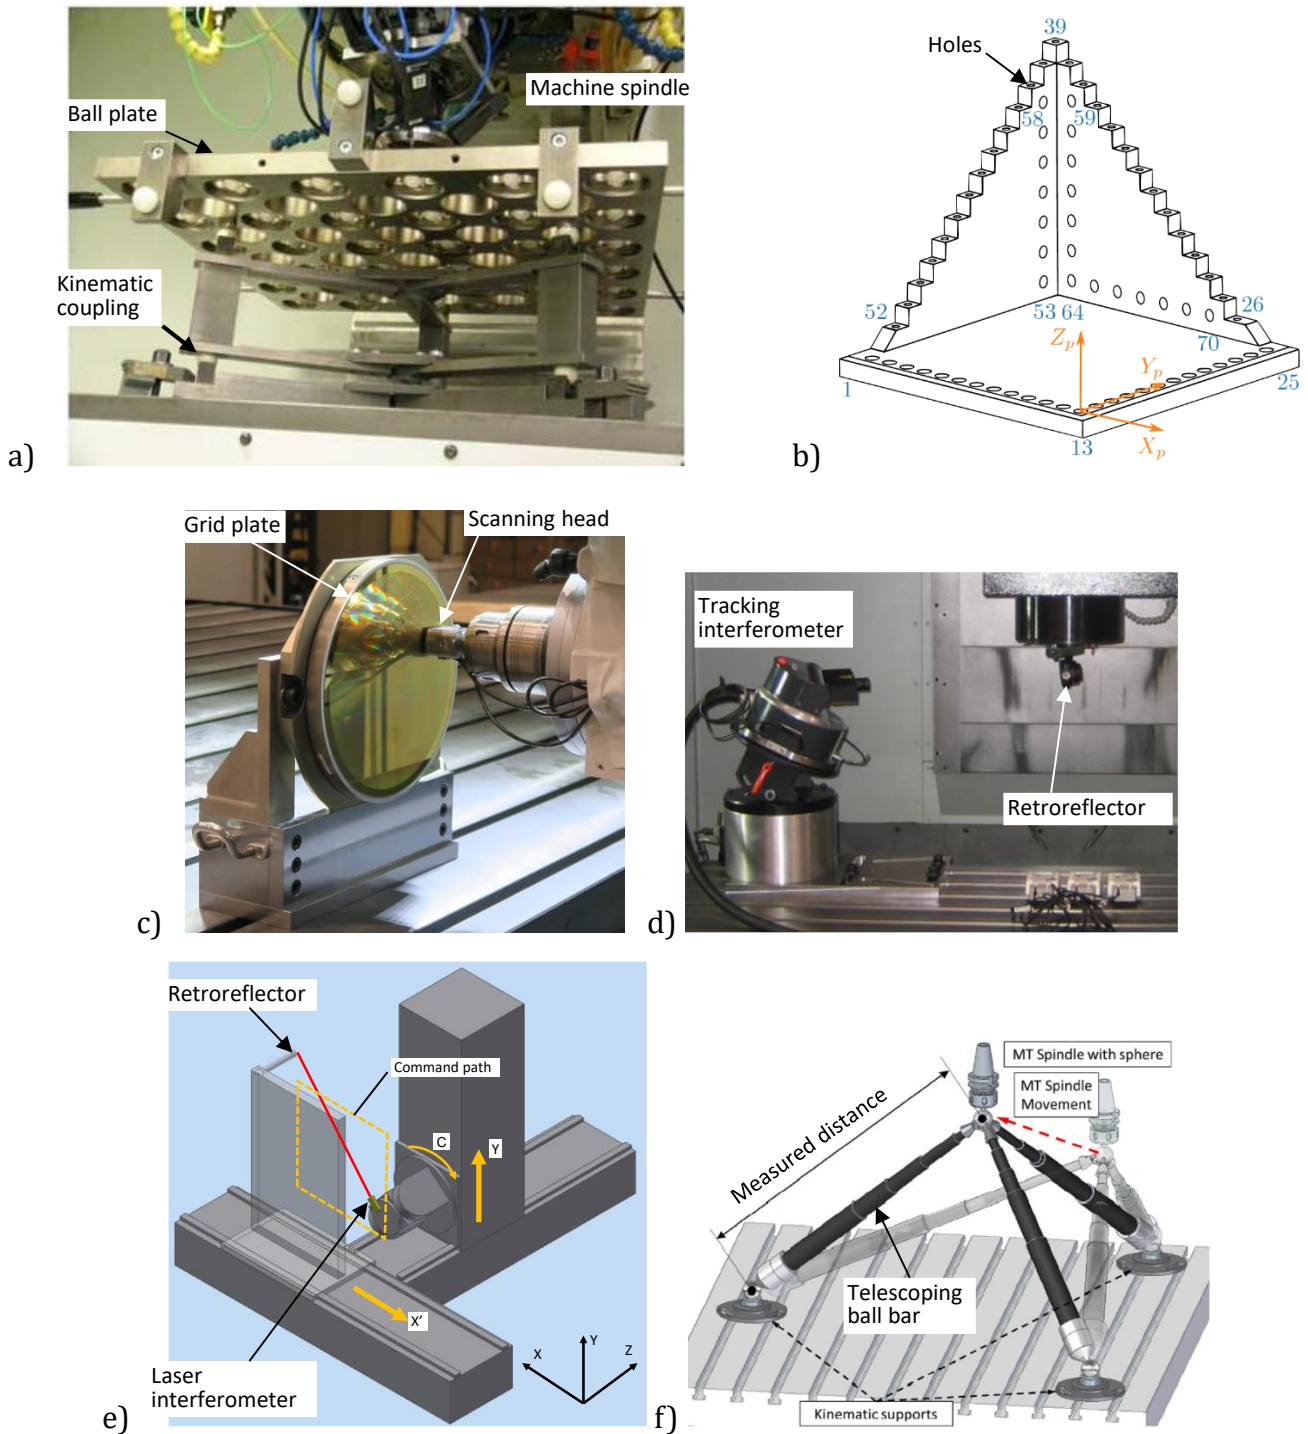 Machine spindle
Ball plate
Kinematic
coupling
a)
39
Holes
58
59
52
26
53 64
70
Zp
Yp
1
25
13
Xp
b)
Grid plate
Scanning head
c)
Tracking
interferometer
Retroreflector
d)
Retroreflector
Command path
C
Y
X'
Y
X
Z
Laser
interferometer
e)
MT Spindle with sphere
MT Spindle
Movement
Measured distance
Telescoping
ball bar
Kinematic supports
f)